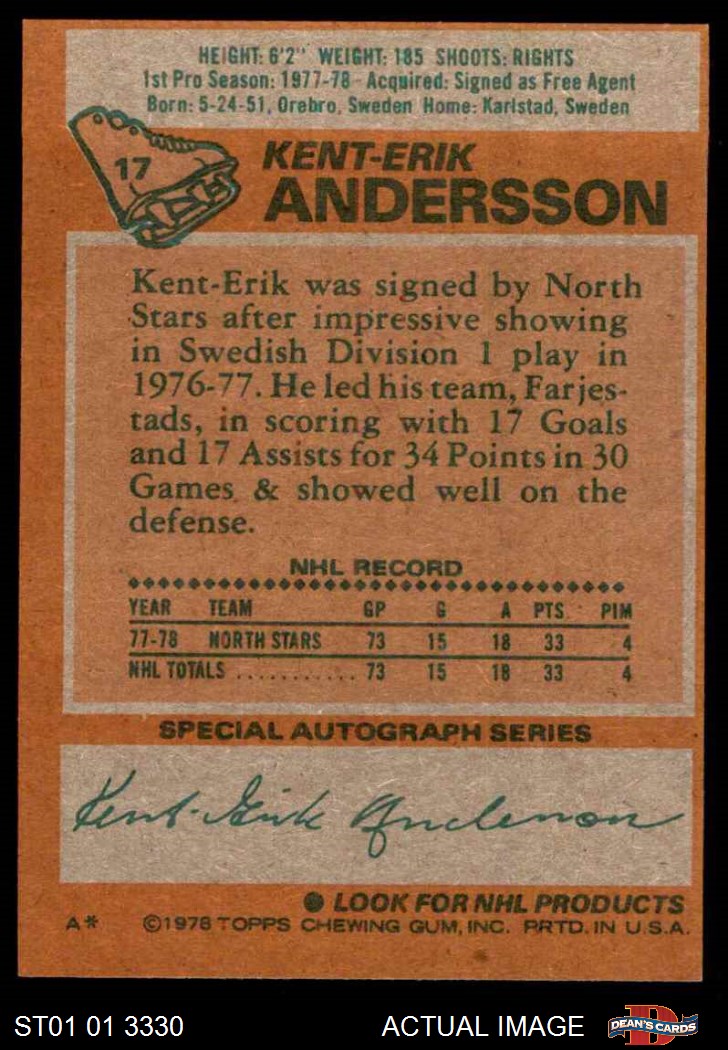 HEIGHT: 6'2" WEIGHT: 185 SHOOTS: RIGHTS
1st Pro Season: 1977-78 Acquired: Signed as Free Agent
Born: 5-24-51, Orebro, Sweden Home: Karlstad, Sweden
17
KENT-ERIK
ANDERSSON
Kent-Erik was signed by North
Stars after impressive showing
in Swedish Division 1 play in
1976-77. He led his team, Farjes-
tads, in scoring with 17 Goals
and 17 Assists for 34 Points in 30
Games & showed well on the
defense.
NHL RECORD
YEAR TEAM GP G A PTS PIM
77-78 NORTH STARS 73 15 18 33 4
NHL TOTALS ........... 73 15 18 33 4
SPECIAL AUTOGRAPH SERIES
Kent-Erik Andersson
LOOK FOR NHL PRODUCTS
A* ©1978 TOPPS CHEWING GUM, INC. PRTD. IN U.S.A.
ST01 01 3330 ACTUAL IMAGE D DEAN'S CARDS